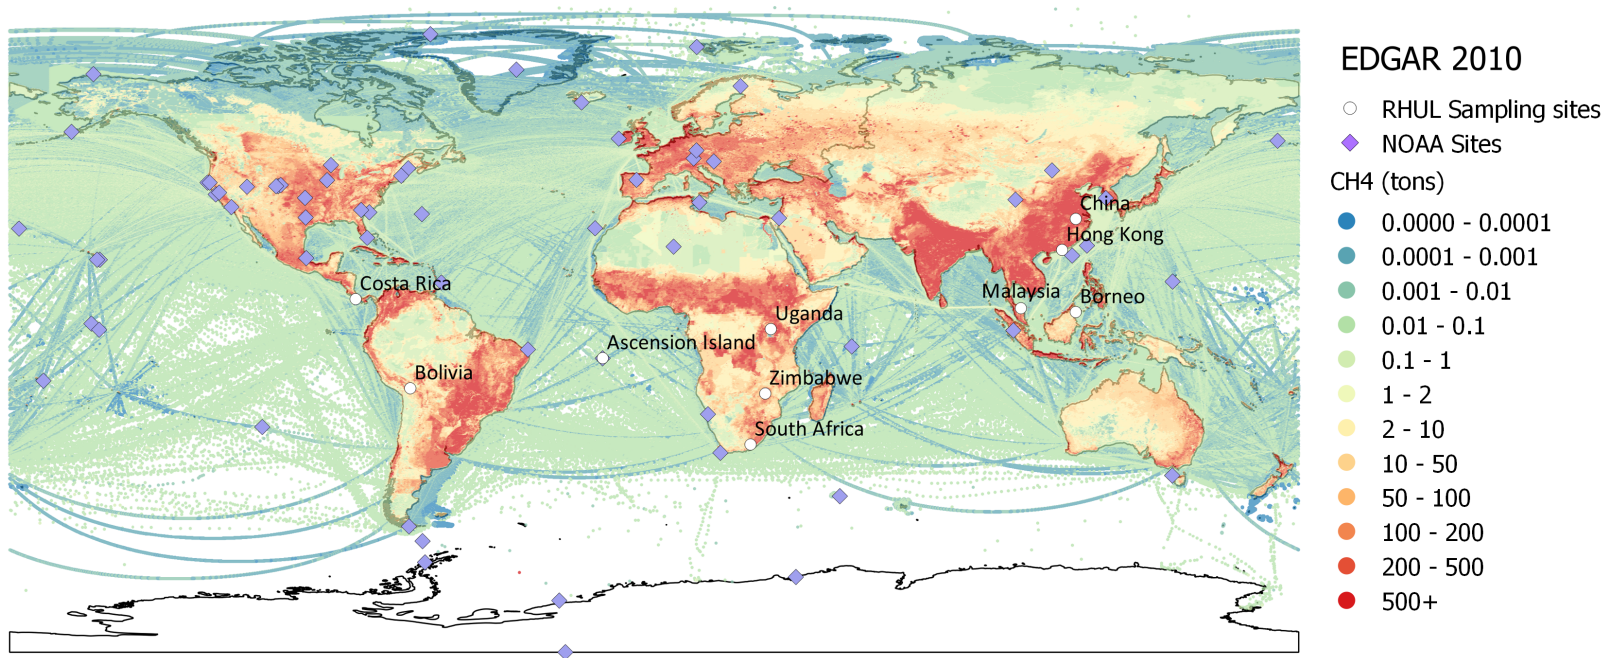 EDGAR 2010
RHUL Sampling sites
NOAA Sites
CH4 (tons)
0.0000 - 0.0001
0.0001 - 0.001
0.001 - 0.01
0.01 - 0.1
0.1 - 1
1 - 2
2 - 10
10 - 50
50 - 100
100 - 200
200 - 500
500+
China
Hong Kong
Costa Rica
Malaysia
Borneo
Uganda
Ascension Island
Bolivia
Zimbabwe
South Africa